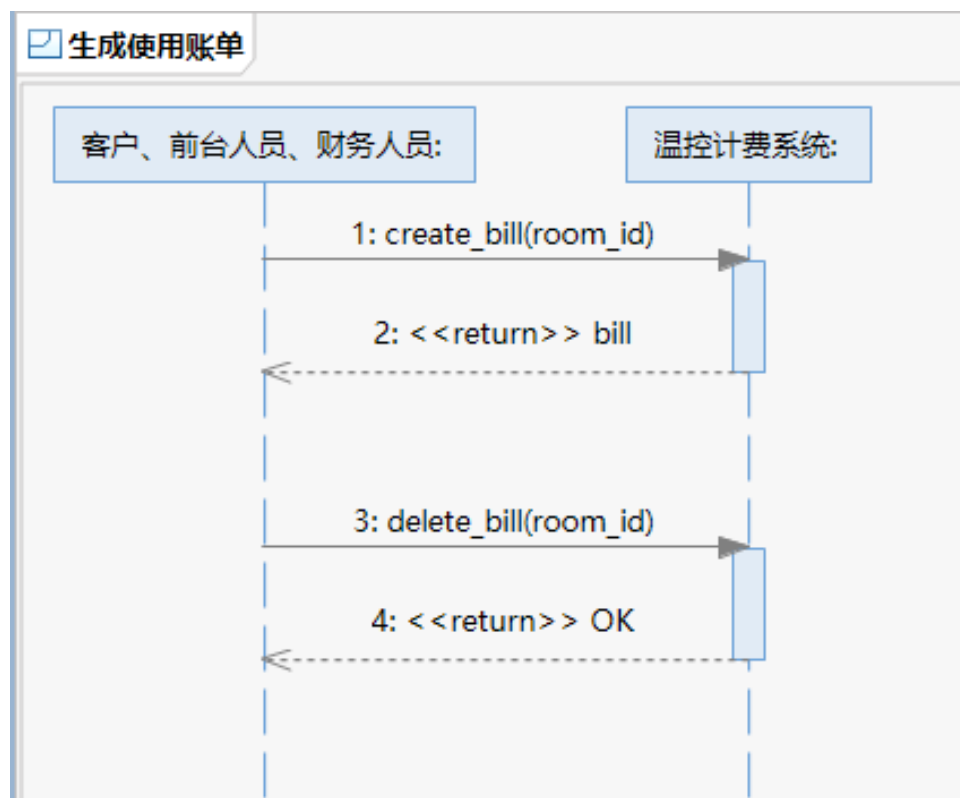 生成使用账单
客户、前台人员、财务人员:
温控计费系统:
1: create_bill(room_id)
2: <<return>> bill
3: delete_bill(room_id)
4: <<return>> OK